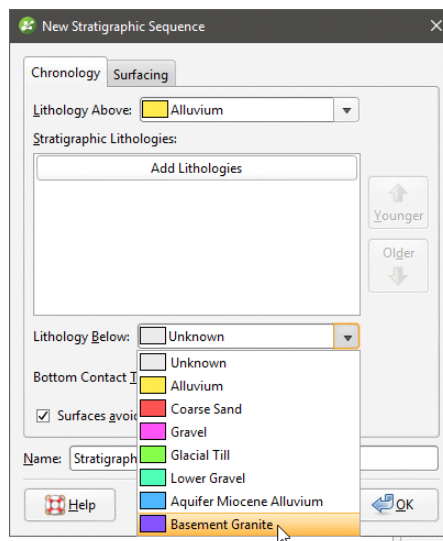 New Stratigraphic Sequence
Chronology Surfacing
Lithology Above: Alluvium
Stratigraphic Lithologies:
Add Lithologies
Younger
Older
Lithology Below: Unknown
Unknown
Bottom Contact T
Alluvium
Coarse Sand
Surfaces avoi
Gravel
Glacial Till
Name: Stratigraph
Lower Gravel
Help
Aquifer Miocene Alluvium
OK
Basement Granite